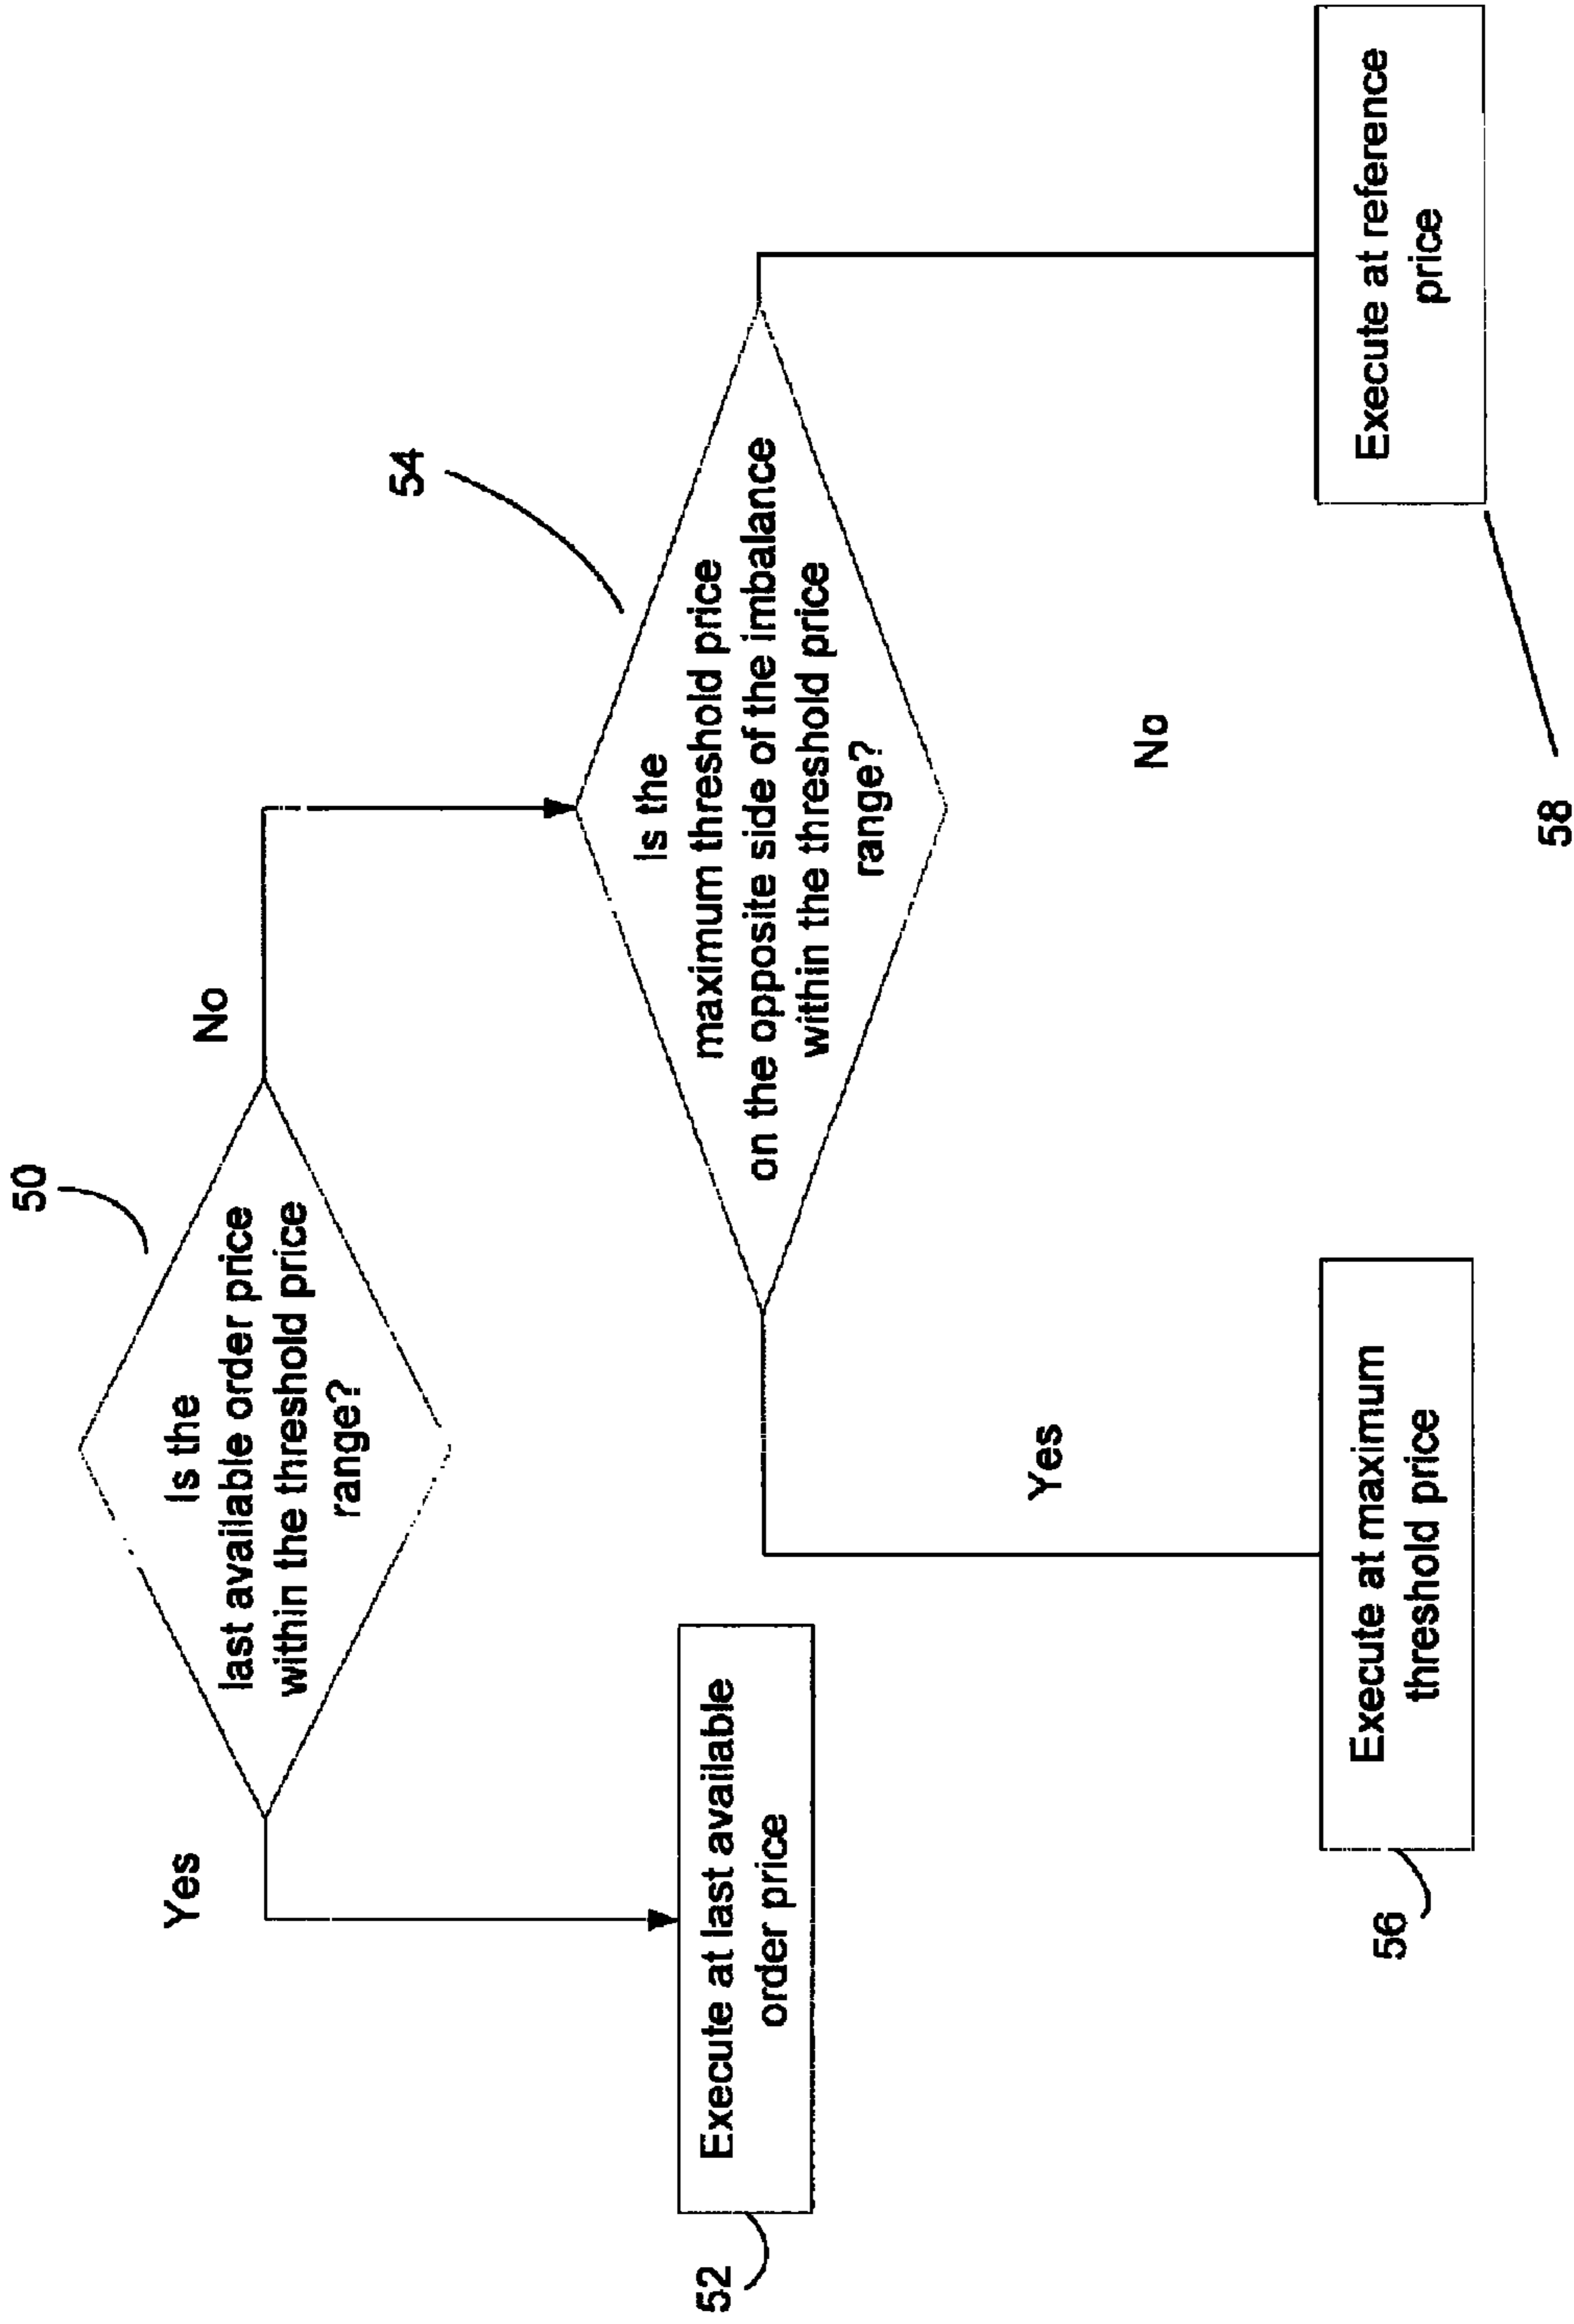 50
Is the
last available order price
within the threshold price
range?
Yes
No
52
Execute at last available
order price
54
Is the
maximum threshold price
on the opposite side of the imbalance
within the threshold price
range?
Yes
No
56
Execute at maximum
threshold price
58
Execute at reference
price